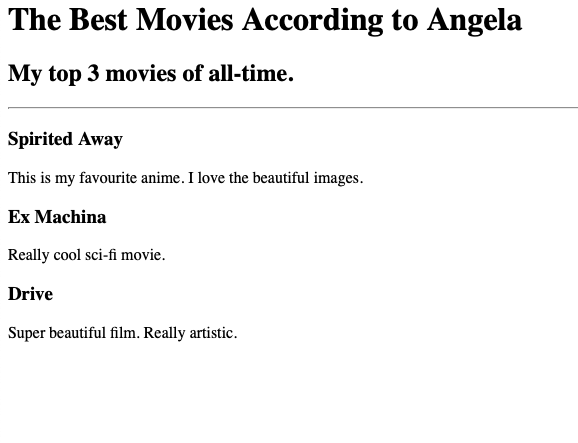 The Best Movies According to Angela
My top 3 movies of all-time.
Spirited Away
This is my favourite anime. I love the beautiful images.
Ex Machina
Really cool sci-fi movie.
Drive
Super beautiful film. Really artistic.